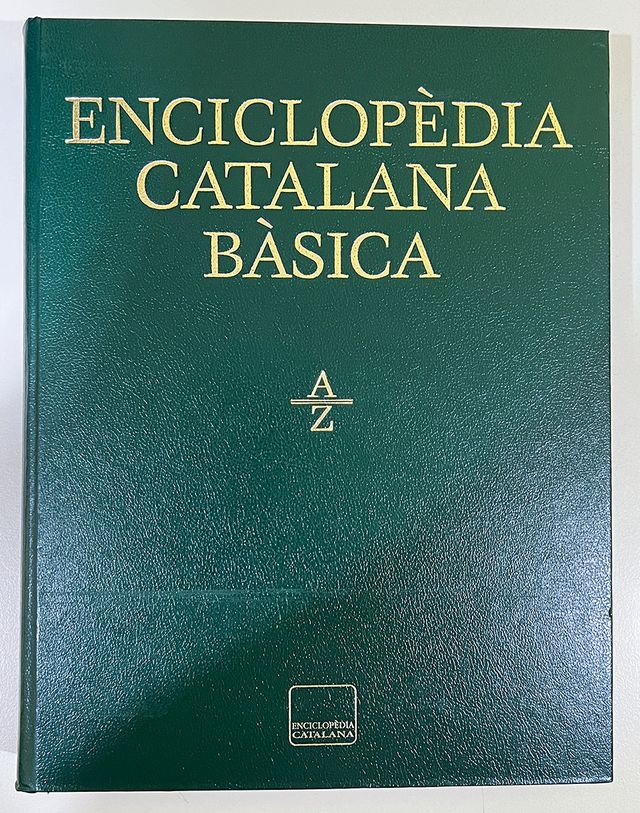 ENCICLOPÈDIA
CATALANA
BÀSICA
A
Z
ENCICLOPÈDIA
CATALANA